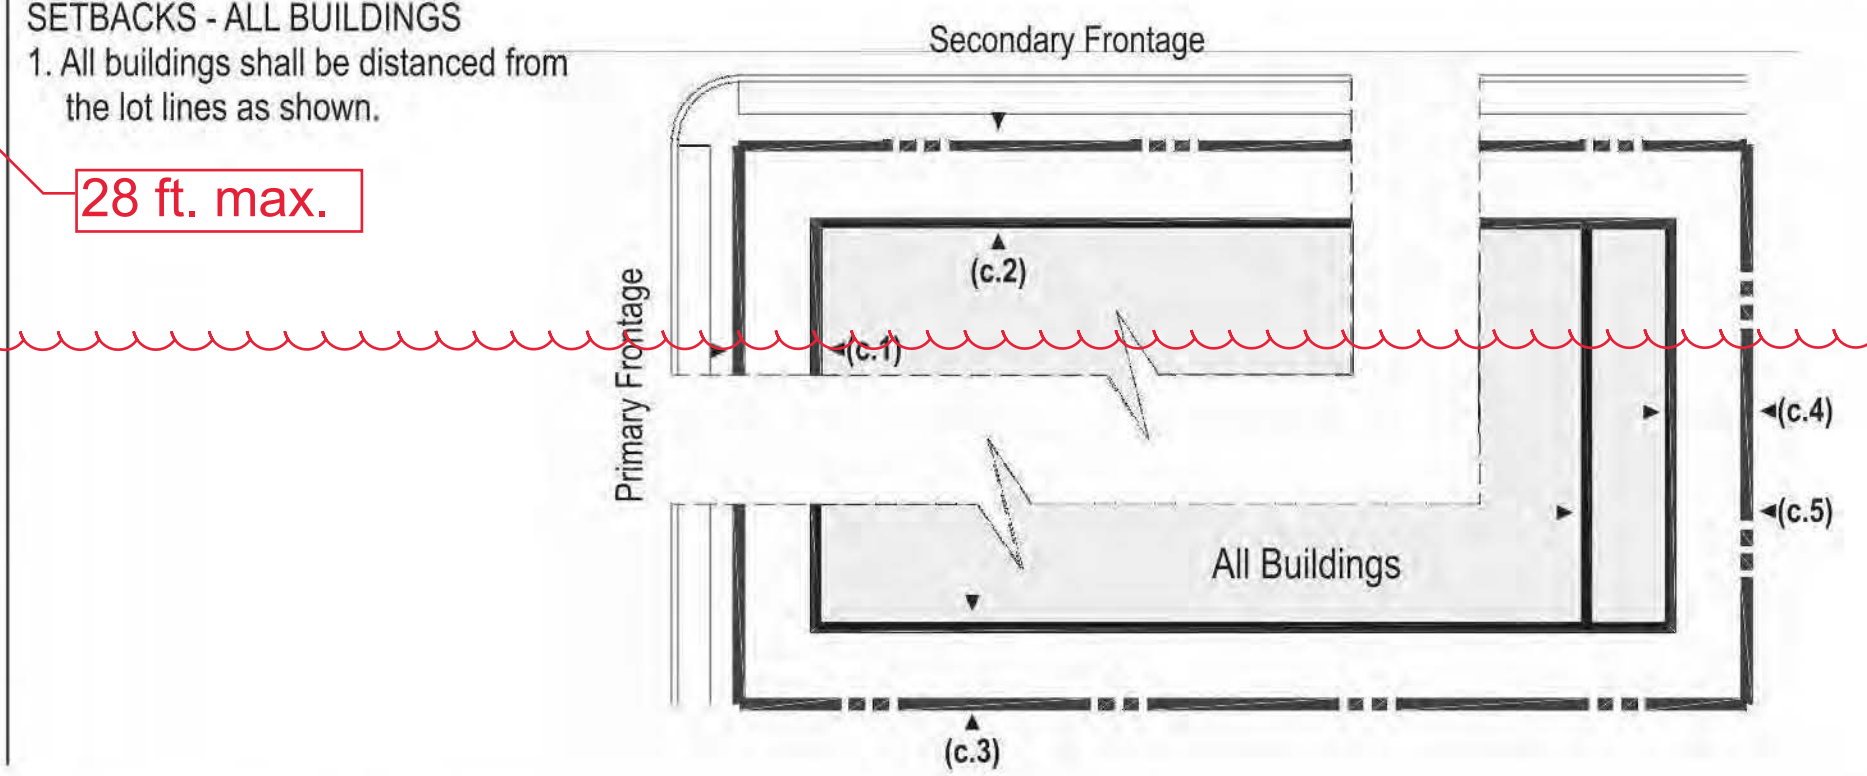 SETBACKS - ALL BUILDINGS
1. All buildings shall be distanced from
the lot lines as shown.
28 ft. max.
Secondary Frontage
(c.2)
Primary Frontage
(c.1)
(c.4)
(c.5)
All Buildings
(c.3)